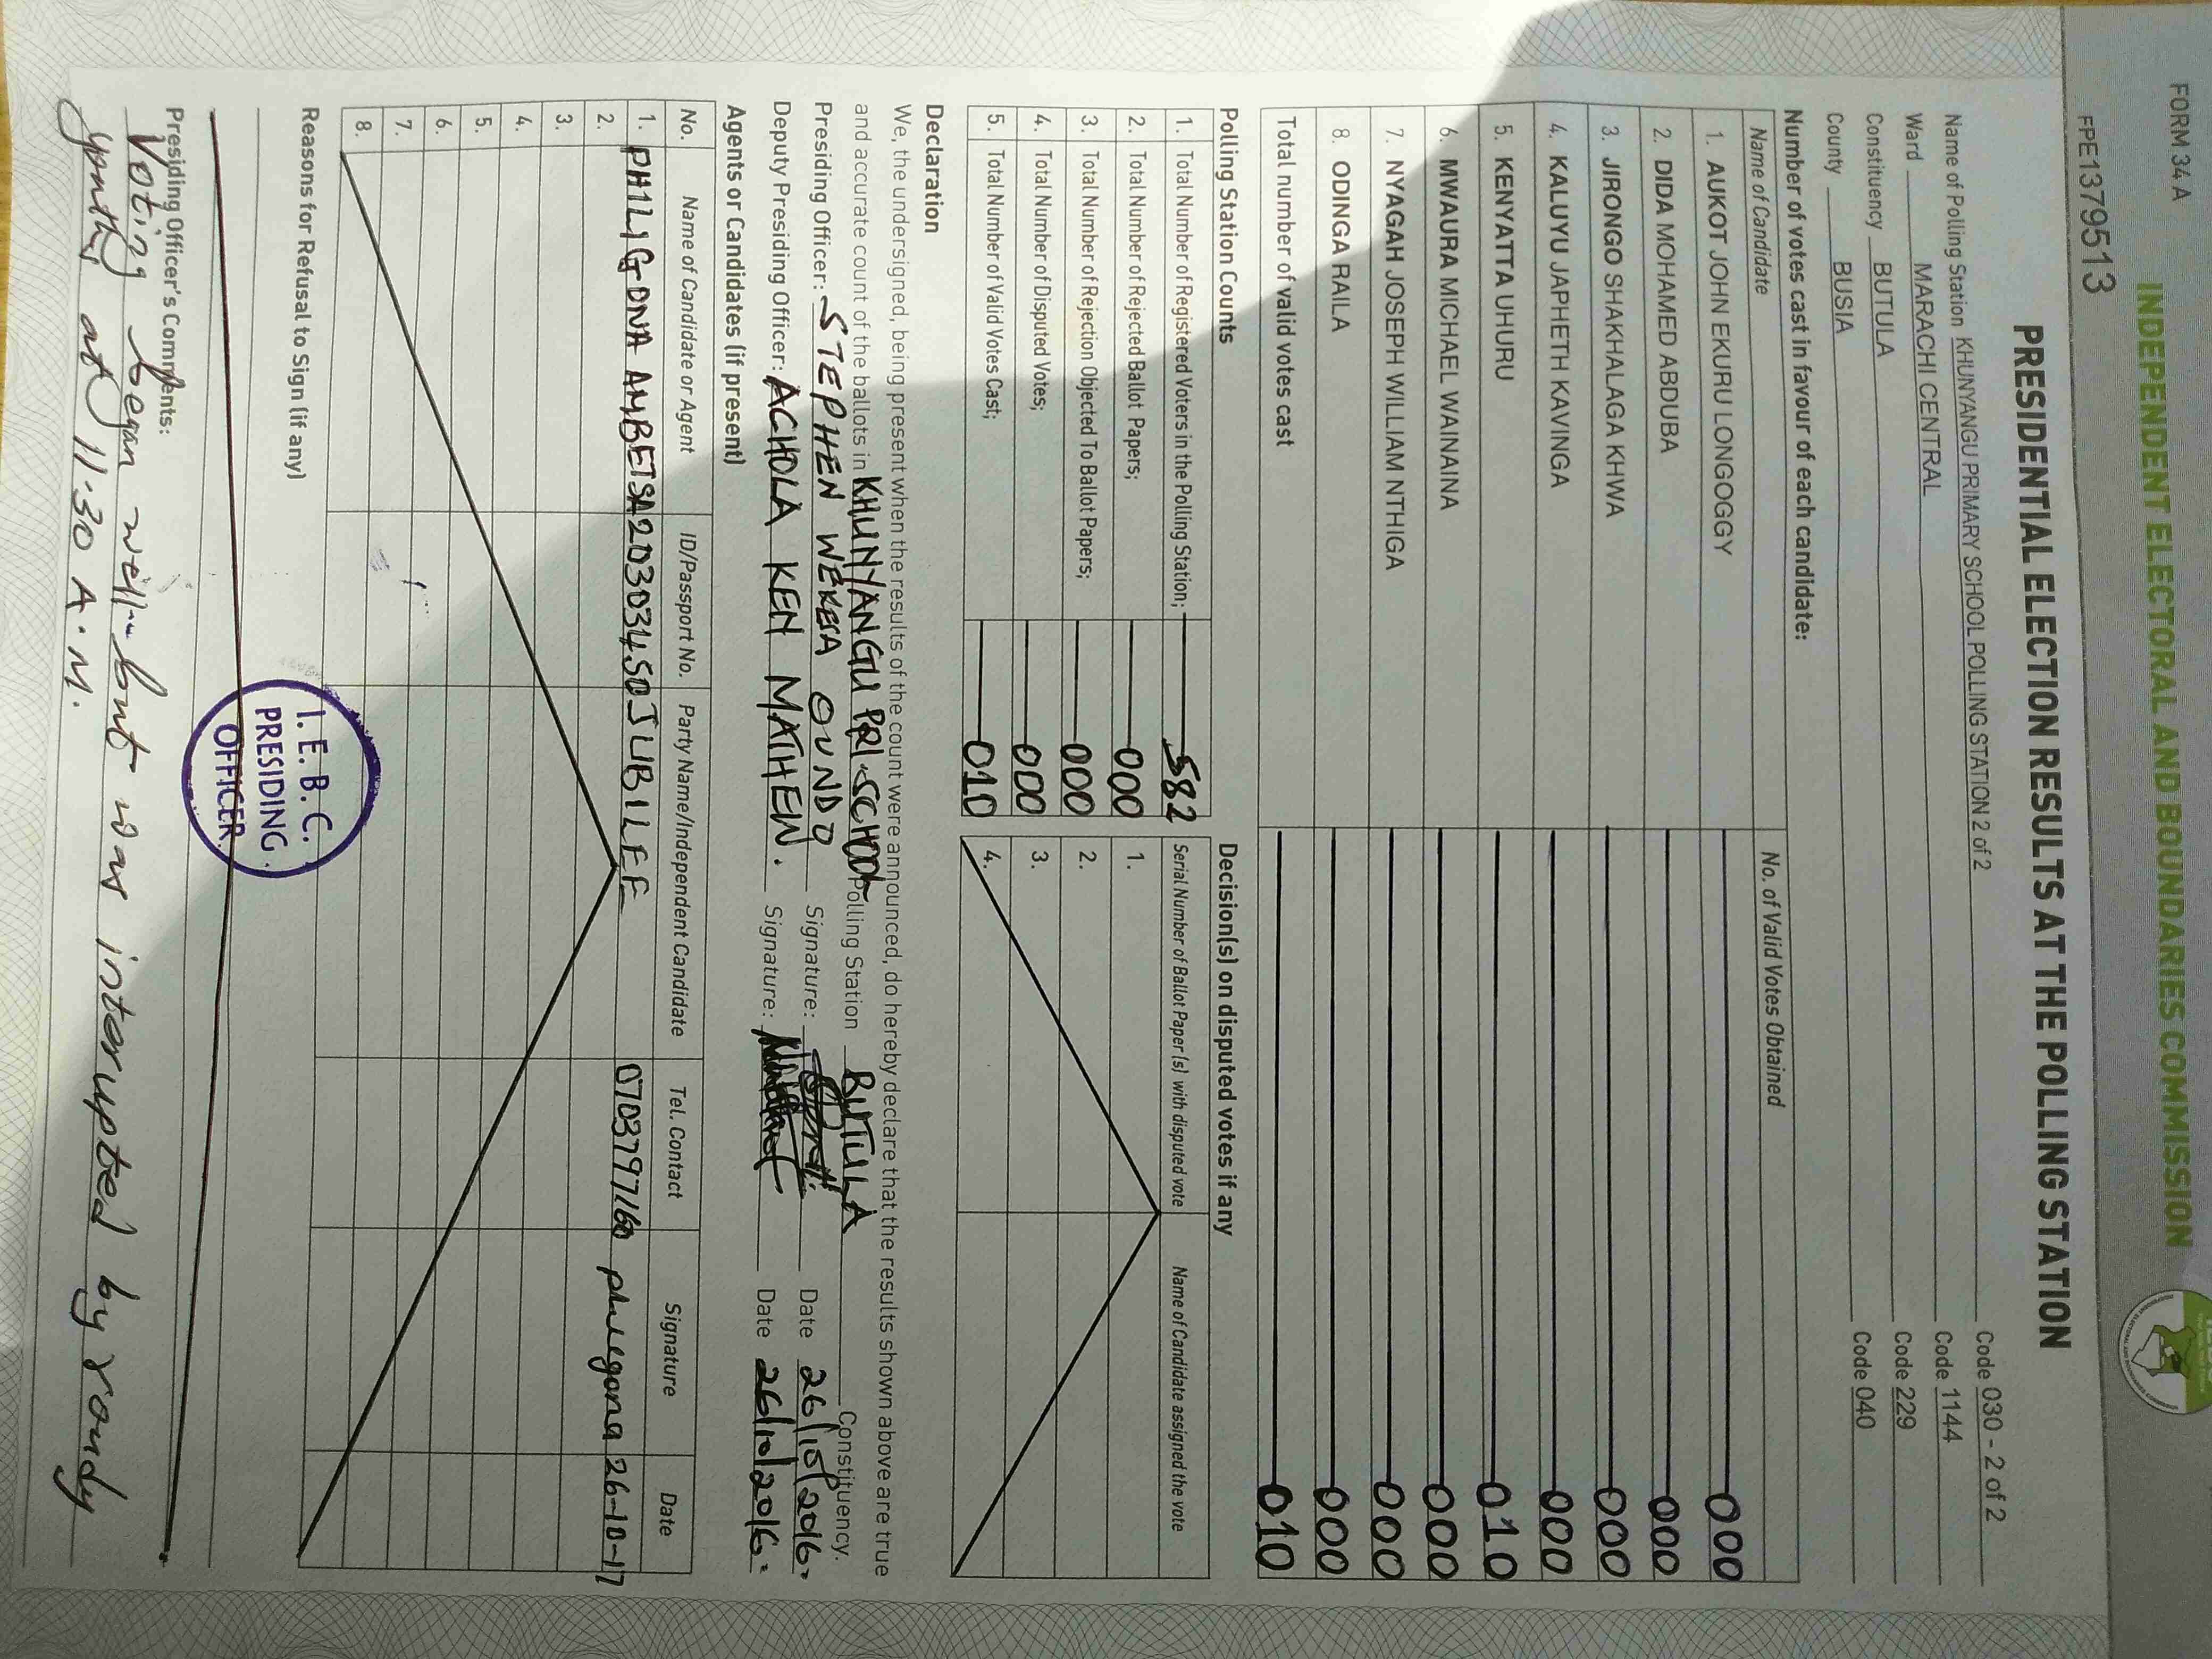 FORM 34 A
INDEPENDENT ELECTORAL AND BOUNDARIES COMMISSION
FPE1379513
PRESIDENTIAL ELECTION RESULTS AT THE POLLING STATION
Name of Polling Station KHUNYANGU PRIMARY SCHOOL POLLING STATION 2 of 2 Code 030 - 2 of 2
Ward MARACHI CENTRAL Code 1144
Constituency BUTULA Code 229
County BUSIA Code 040
Number of votes cast in favour of each candidate:
Name of Candidate No. of Valid Votes Obtained
1. AUKOT JOHN EKURU LONGOGGY 000
2. DIDA MOHAMED ABDUBA 000
3. JIRONGO SHAKHALAGA KHWA 000
4. KALUYU JAPHETH KAVINGA 000
5. KENYATTA UHURU 010
6. MWAURA MICHAEL WAINAINA 000
7. NYAGAH JOSEPH WILLIAM NTHIGA 000
8. ODINGA RAILA 000
Total number of valid votes cast 010
Polling Station Counts Decision(s) on disputed votes if any
1. Total Number of Registered Voters in the Polling Station; 582 Serial Number of Ballot Paper (s) with disputed vote Name of Candidate assigned the vote
2. Total Number of Rejected Ballot Papers; 000 1.
3. Total Number of Rejection Objected To Ballot Papers; 000 2.
4. Total Number of Disputed Votes; 000 3.
5. Total Number of Valid Votes Cast; 010 4.
Declaration
We, the undersigned, being present when the results of the count were announced, do hereby declare that the results shown above are true
and accurate count of the ballots in KHUNYANGU PRI-SCHOOL Polling Station BUTULA Constituency.
Presiding Officer: STEPHEN WEKESA OUNDO Signature: Date 26/10/2016
Deputy Presiding Officer: ACHOLA KEN MATHEW. Signature: Date 26/10/2016
Agents or Candidates (if present)
No. Name of Candidate or Agent ID/Passport No. Party Name/Independent Candidate Tel. Contact Signature Date
1. PHILIGONA AMBETSA 20303450 JUBILEE 0703797160 philegona 26-10-17
2.
3.
4.
5.
6.
7.
8.
Reasons for Refusal to Sign (if any)
I. E. B. C.
PRESIDING
OFFICER
Presiding Officer's Comments:
Voting began well but was interupted by roudy
youths at 11.30 A.M.